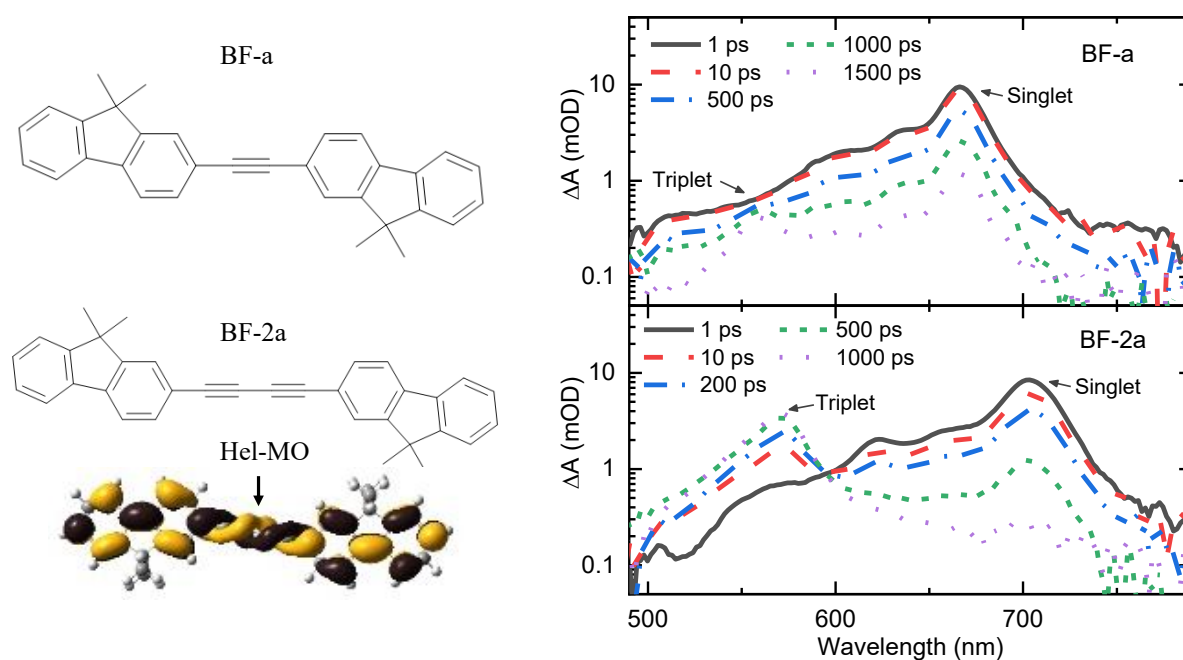 BF-a
BF-2a
Hel-MO
1 ps
10 ps
500 ps
1000 ps
1500 ps
BF-a
Singlet
Triplet
10
1
0.1
ΔA (mOD)
1 ps
10 ps
200 ps
500 ps
1000 ps
BF-2a
Singlet
Triplet
10
1
0.1
ΔA (mOD)
500
600
700
Wavelength (nm)